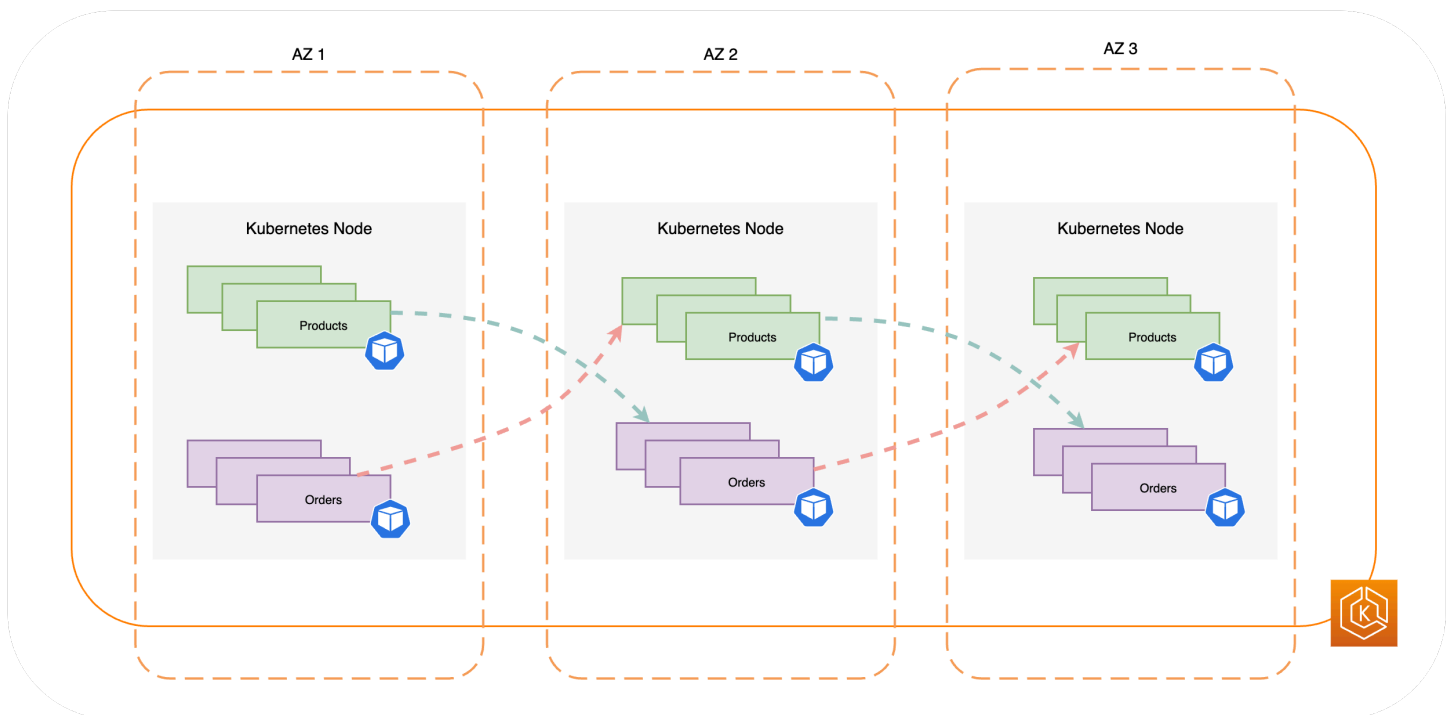 AZ 1
AZ 2
AZ 3
Kubernetes Node
Kubernetes Node
Kubernetes Node
Products
Products
Products
Orders
Orders
Orders
K